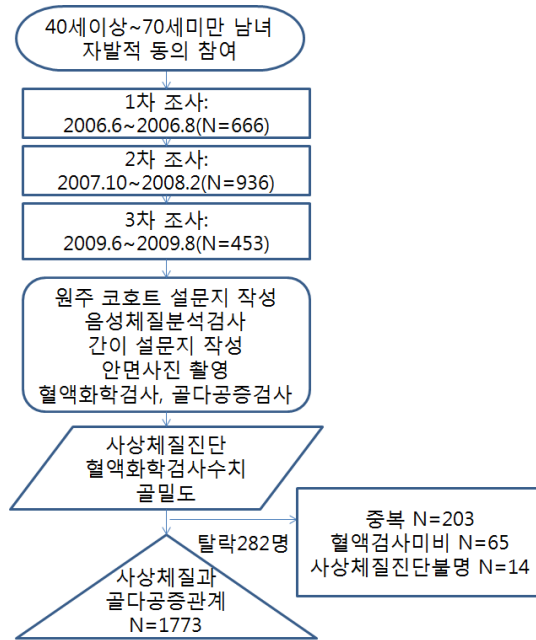 40세이상~70세미만 남녀
자발적 동의 참여
1차 조사:
2006.6~2006.8(N=666)
2차 조사:
2007.10~2008.2(N=936)
3차 조사:
2009.6~2009.8(N=453)
원주 코호트 설문지 작성
음성체질분석검사
간이 설문지 작성
안면사진 촬영
혈액화학검사, 골다공증검사
사상체질진단
혈액화학검사수치
골밀도
탈락282명
중복 N=203
혈액검사미비 N=65
사상체질진단불명 N=14
사상체질과
골다공증관계
N=1773